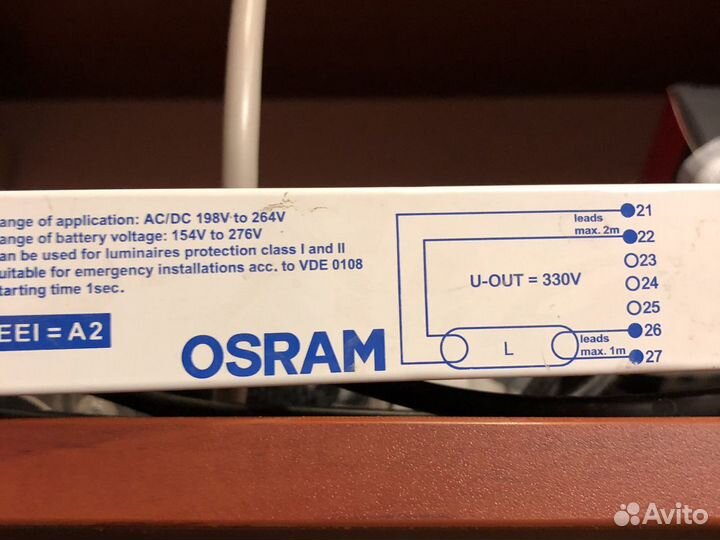 ange of application: AC/DC 198V to 264V
ange of battery voltage: 154V to 276V
an be used for luminaires protection class I and II
uitable for emergency installations acc. to VDE 0108
tarting time 1sec.
EEI = A2
OSRAM
U-OUT = 330V
L
leads
max. 2m
leads
max. 1m
21
22
23
24
25
26
27
Avito